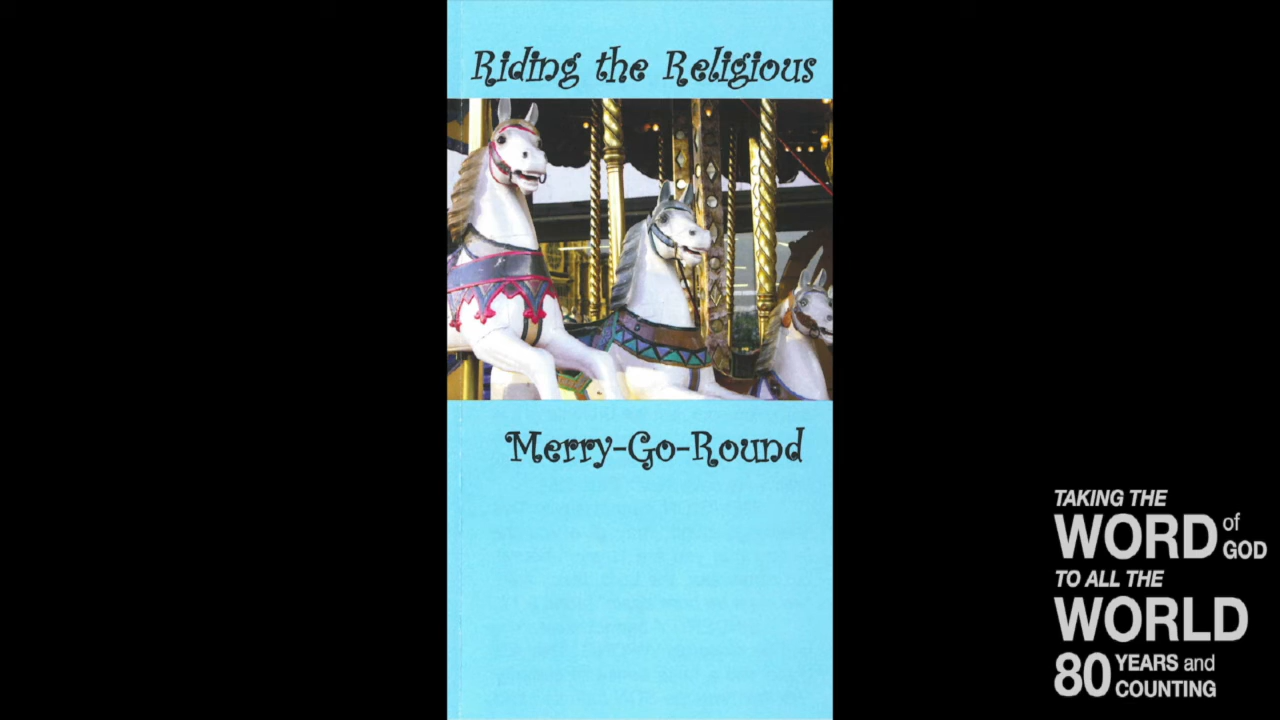 Riding the Religious
Merry-Go-Round
TAKING THE
WORD of GOD
TO ALL THE
WORLD
80 YEARS and
COUNTING